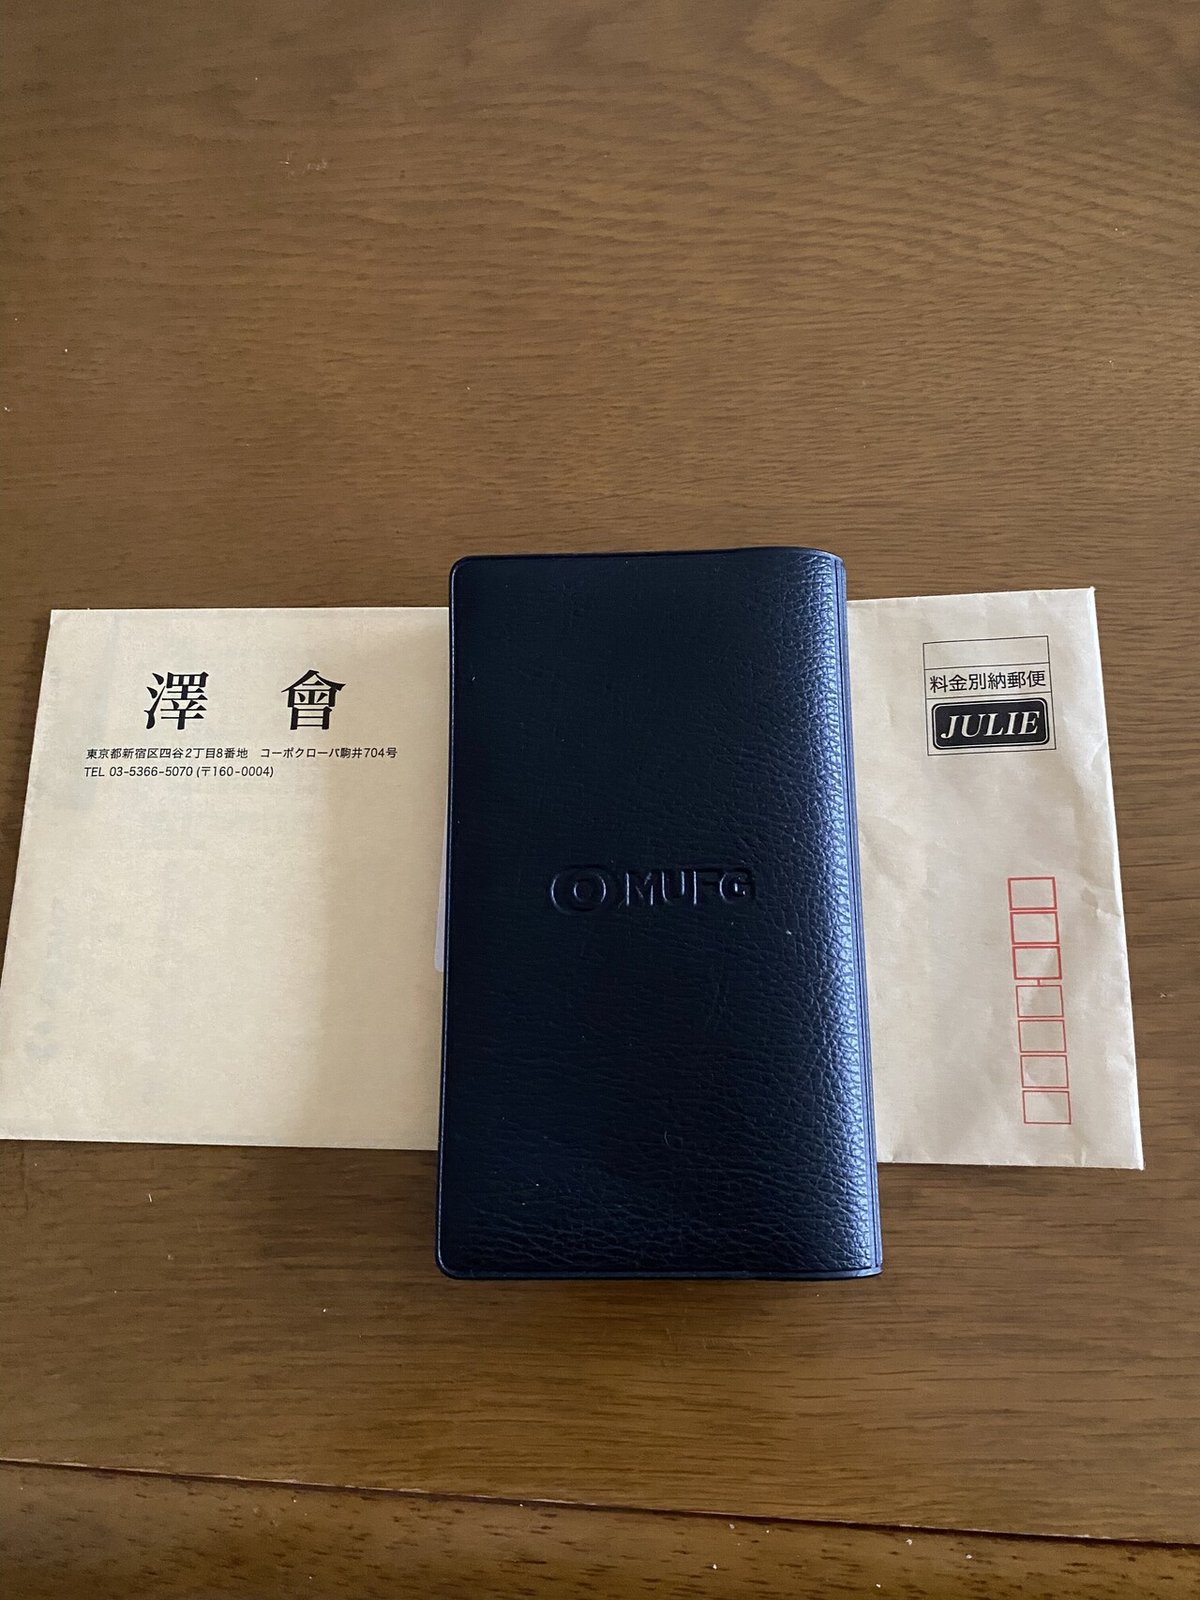 澤 會
東京都新宿区四谷2丁目8番地 コーポクローバ駒井704号
TEL 03-5366-5070 (〒160-0004)
MUFG
料金別納郵便
JULIE